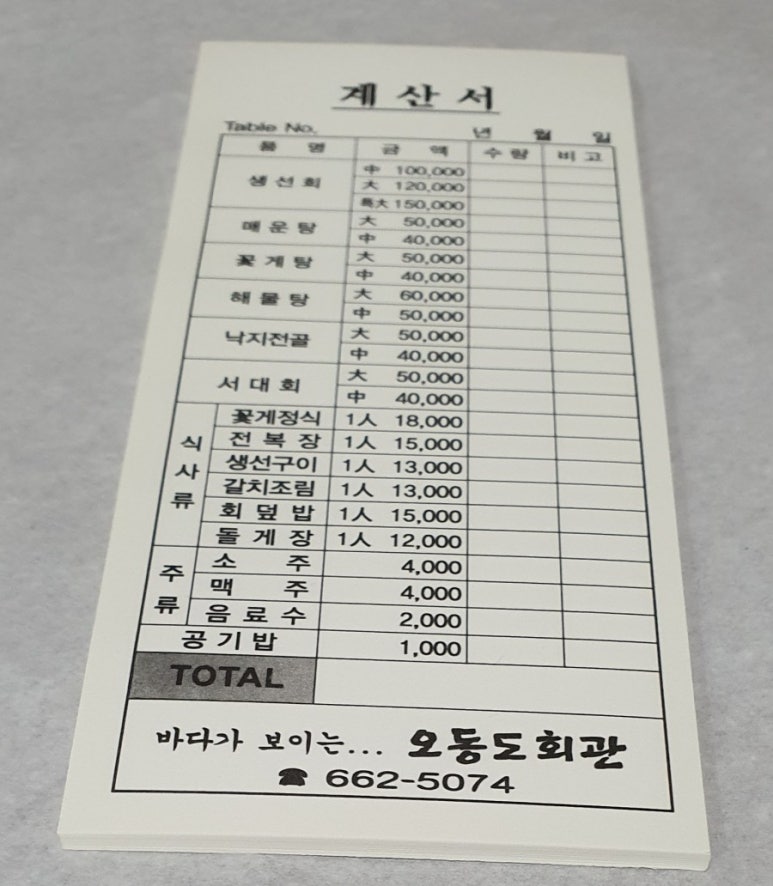 계산서
Table No. 년 월 일
품명 금액 수량 비고
생선회 中 100,000
大 120,000
特大 150,000
매운탕 大 50,000
中 40,000
꽃게탕 大 50,000
中 40,000
해물탕 大 60,000
中 50,000
낙지전골 大 50,000
中 40,000
서대회 大 50,000
中 40,000
식사류
꽃게정식 1人 18,000
전복장 1人 15,000
생선구이 1人 13,000
갈치조림 1人 13,000
회덮밥 1人 15,000
돌게장 1人 12,000
주류
소주 4,000
맥주 4,000
음료수 2,000
공기밥 1,000
TOTAL
바다가 보이는... 오동도회관
☎ 662-5074